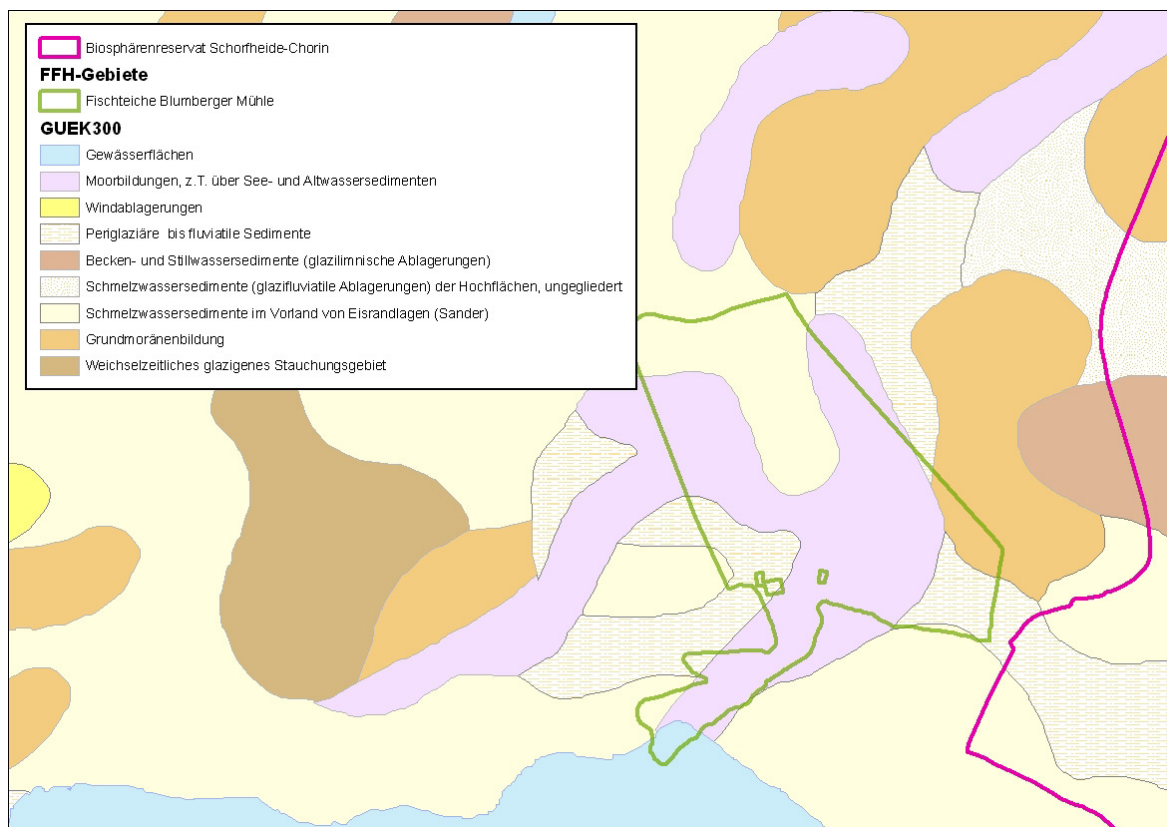 Biosphärenreservat Schorfheide-Chorin
FFH-Gebiete
Fischteiche Blumberger Mühle
GUEK300
Gewässerflächen
Moorbildungen, z.T. über See- und Altwassersedimenten
Windablagerungen
Periglaziäre bis fluviatile Sedimente
Becken- und Stillwassersedimente (glazilimnische Ablagerungen)
Schmelzwassersedimente (glazifluviatile Ablagerungen) der Hochflächen, ungegliedert
Schmelzwassersedimente im Vorland von Eisrandlagen (Sander)
Grundmoränenbildung
Weichselzeitliches glazigenes Stauchungsgebiet